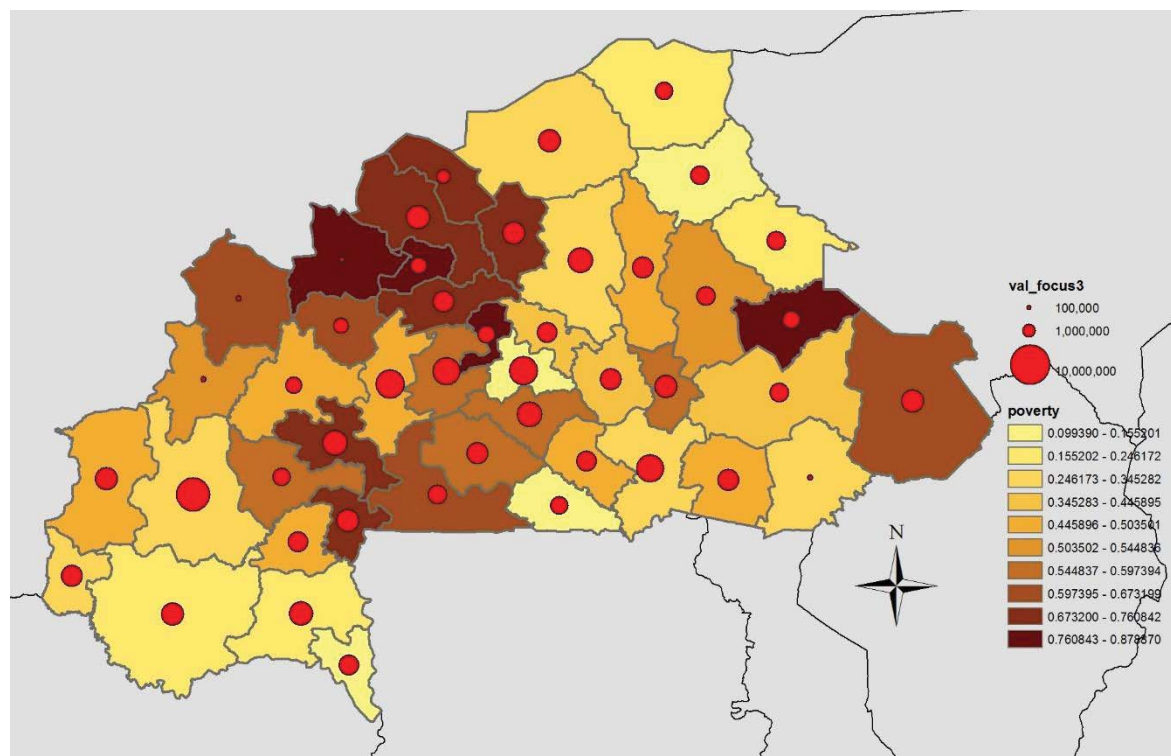 val_focus3
100,000
1,000,000
10,000,000
poverty
0.099390 - 0.155201
0.155202 - 0.246172
0.246173 - 0.345282
0.345283 - 0.445895
0.445896 - 0.503501
0.503502 - 0.544836
0.544837 - 0.597394
0.597395 - 0.673199
0.673200 - 0.760842
0.760843 - 0.878870
N